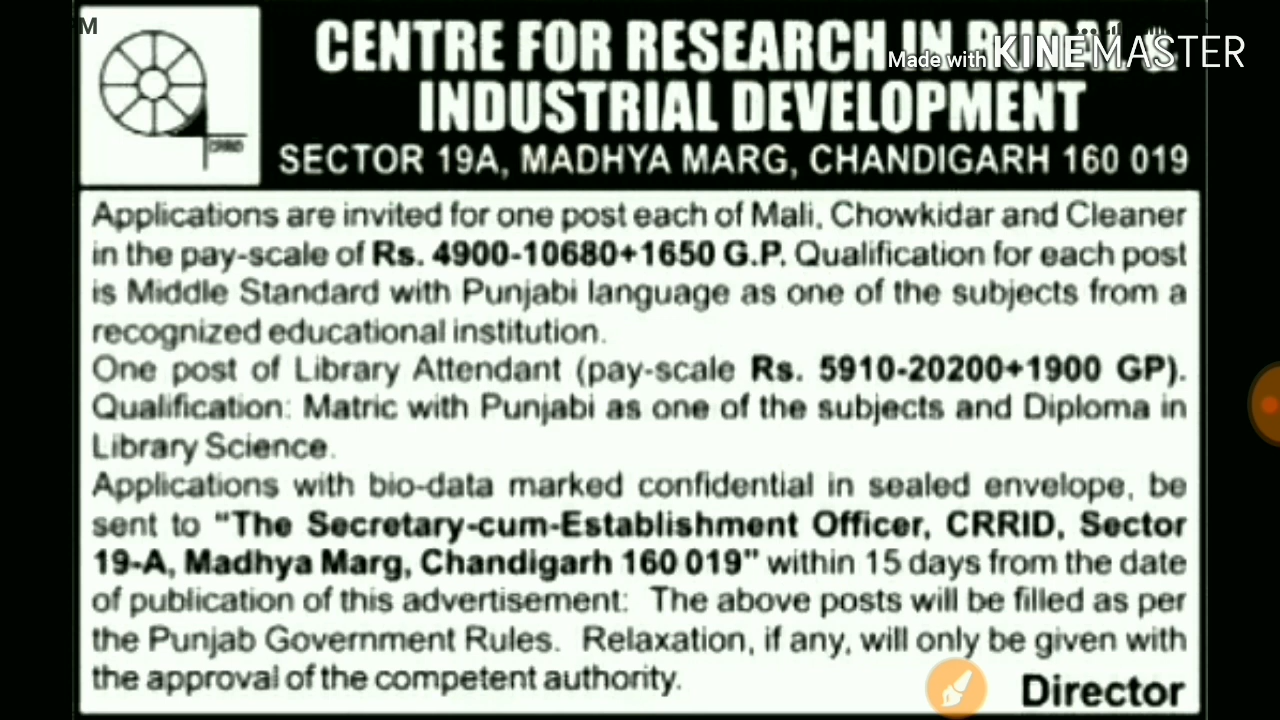 M
CENTRE FOR RESEARCH IN RURAL &
Made with KINEMASTER
INDUSTRIAL DEVELOPMENT
CRRID
SECTOR 19A, MADHYA MARG, CHANDIGARH 160 019
Applications are invited for one post each of Mali, Chowkidar and Cleaner
in the pay-scale of Rs. 4900-10680+1650 G.P. Qualification for each post
is Middle Standard with Punjabi language as one of the subjects from a
recognized educational institution.
One post of Library Attendant (pay-scale Rs. 5910-20200+1900 GP).
Qualification: Matric with Punjabi as one of the subjects and Diploma in
Library Science.
Applications with bio-data marked confidential in sealed envelope, be
sent to "The Secretary-cum-Establishment Officer, CRRID, Sector
19-A, Madhya Marg, Chandigarh 160 019" within 15 days from the date
of publication of this advertisement: The above posts will be filled as per
the Punjab Government Rules. Relaxation, if any, will only be given with
the approval of the competent authority.
Director